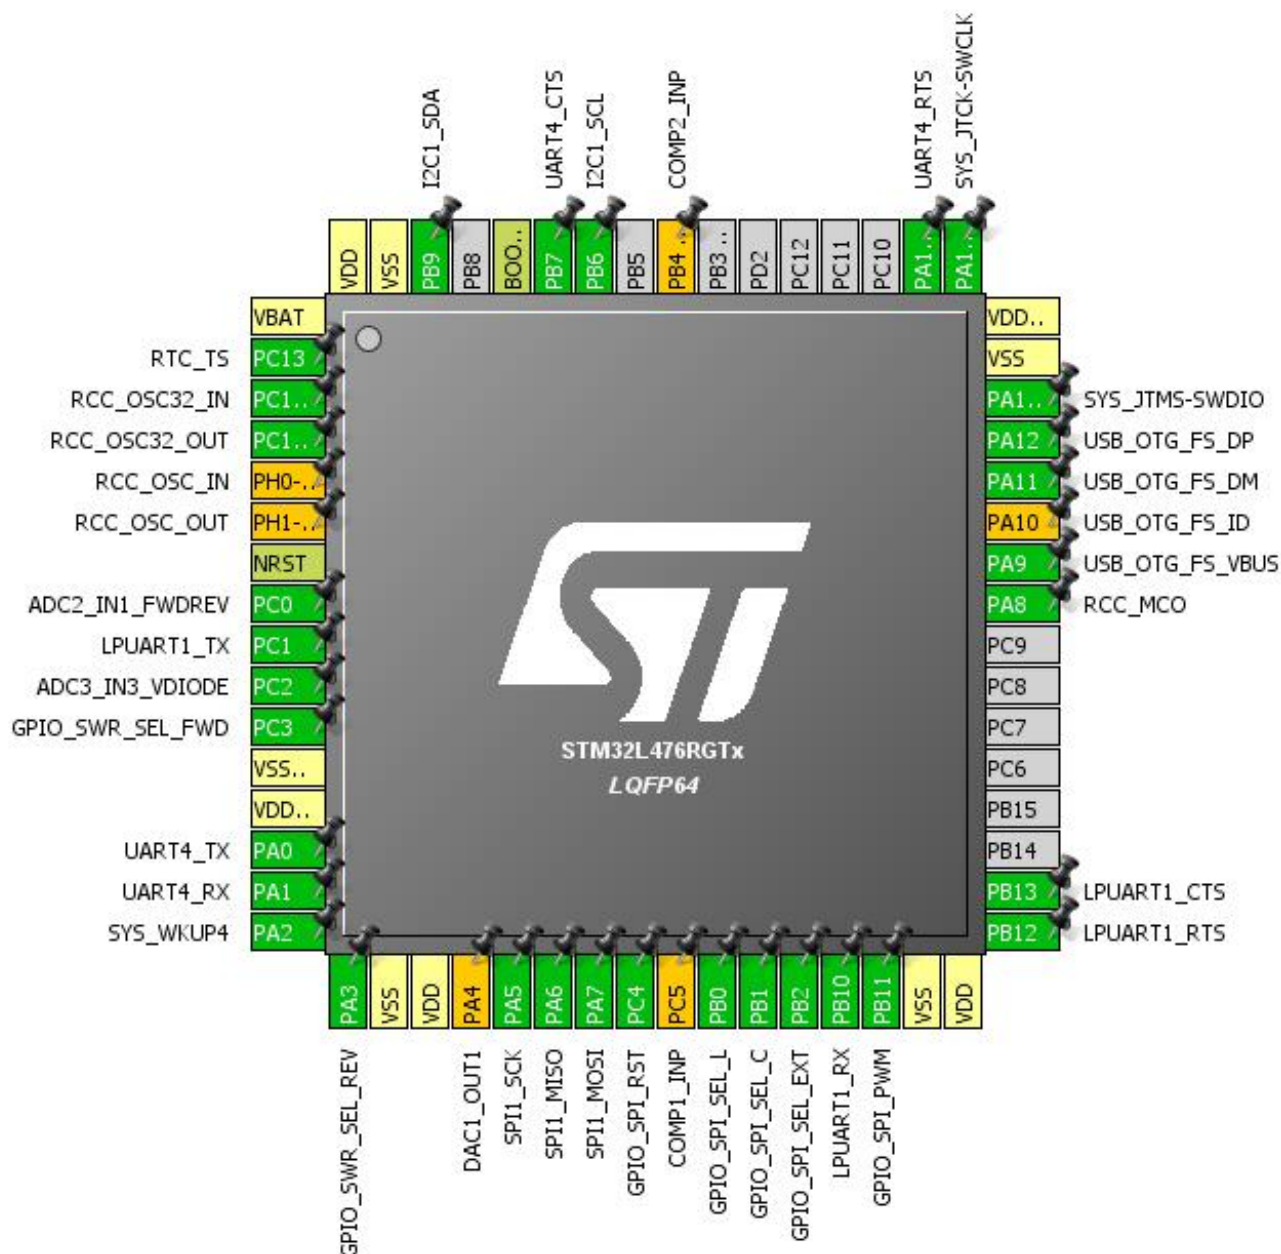 I2C1_SDA
UART4_CTS
I2C1_SCL
COMP2_INP
UART4_RTS
SYS_JTCK-SWCLK
VDD
VSS
PB9
PB8
BOO..
PB7
PB6
PB5
PB4 ..
PB3 ..
PD2
PC12
PC11
PC10
PA1..
PA1..
VBAT
RTC_TS PC13
RCC_OSC32_IN PC1..
RCC_OSC32_OUT PC1..
RCC_OSC_IN PH0-..
RCC_OSC_OUT PH1-..
NRST
ADC2_IN1_FWDREV PC0
LPUART1_TX PC1
ADC3_IN3_VDIODE PC2
GPIO_SWR_SEL_FWD PC3
VSS..
VDD..
UART4_TX PA0
UART4_RX PA1
SYS_WKUP4 PA2
ST
STM32L476RGTx
LQFP64
VDD..
VSS
PA1.. SYS_JTMS-SWDIO
PA12 USB_OTG_FS_DP
PA11 USB_OTG_FS_DM
PA10 USB_OTG_FS_ID
PA9 USB_OTG_FS_VBUS
PA8 RCC_MCO
PC9
PC8
PC7
PC6
PB15
PB14
PB13 LPUART1_CTS
PB12 LPUART1_RTS
PA3
VSS
VDD
PA4
PA5
PA6
PA7
PC4
PC5
PB0
PB1
PB2
PB10
PB11
VSS
VDD
GPIO_SWR_SEL_REV
DAC1_OUT1
SPI1_SCK
SPI1_MISO
SPI1_MOSI
GPIO_SPI_RST
COMP1_INP
GPIO_SPI_SEL_L
GPIO_SPI_SEL_C
GPIO_SPI_SEL_EXT
LPUART1_RX
GPIO_SPI_PWM